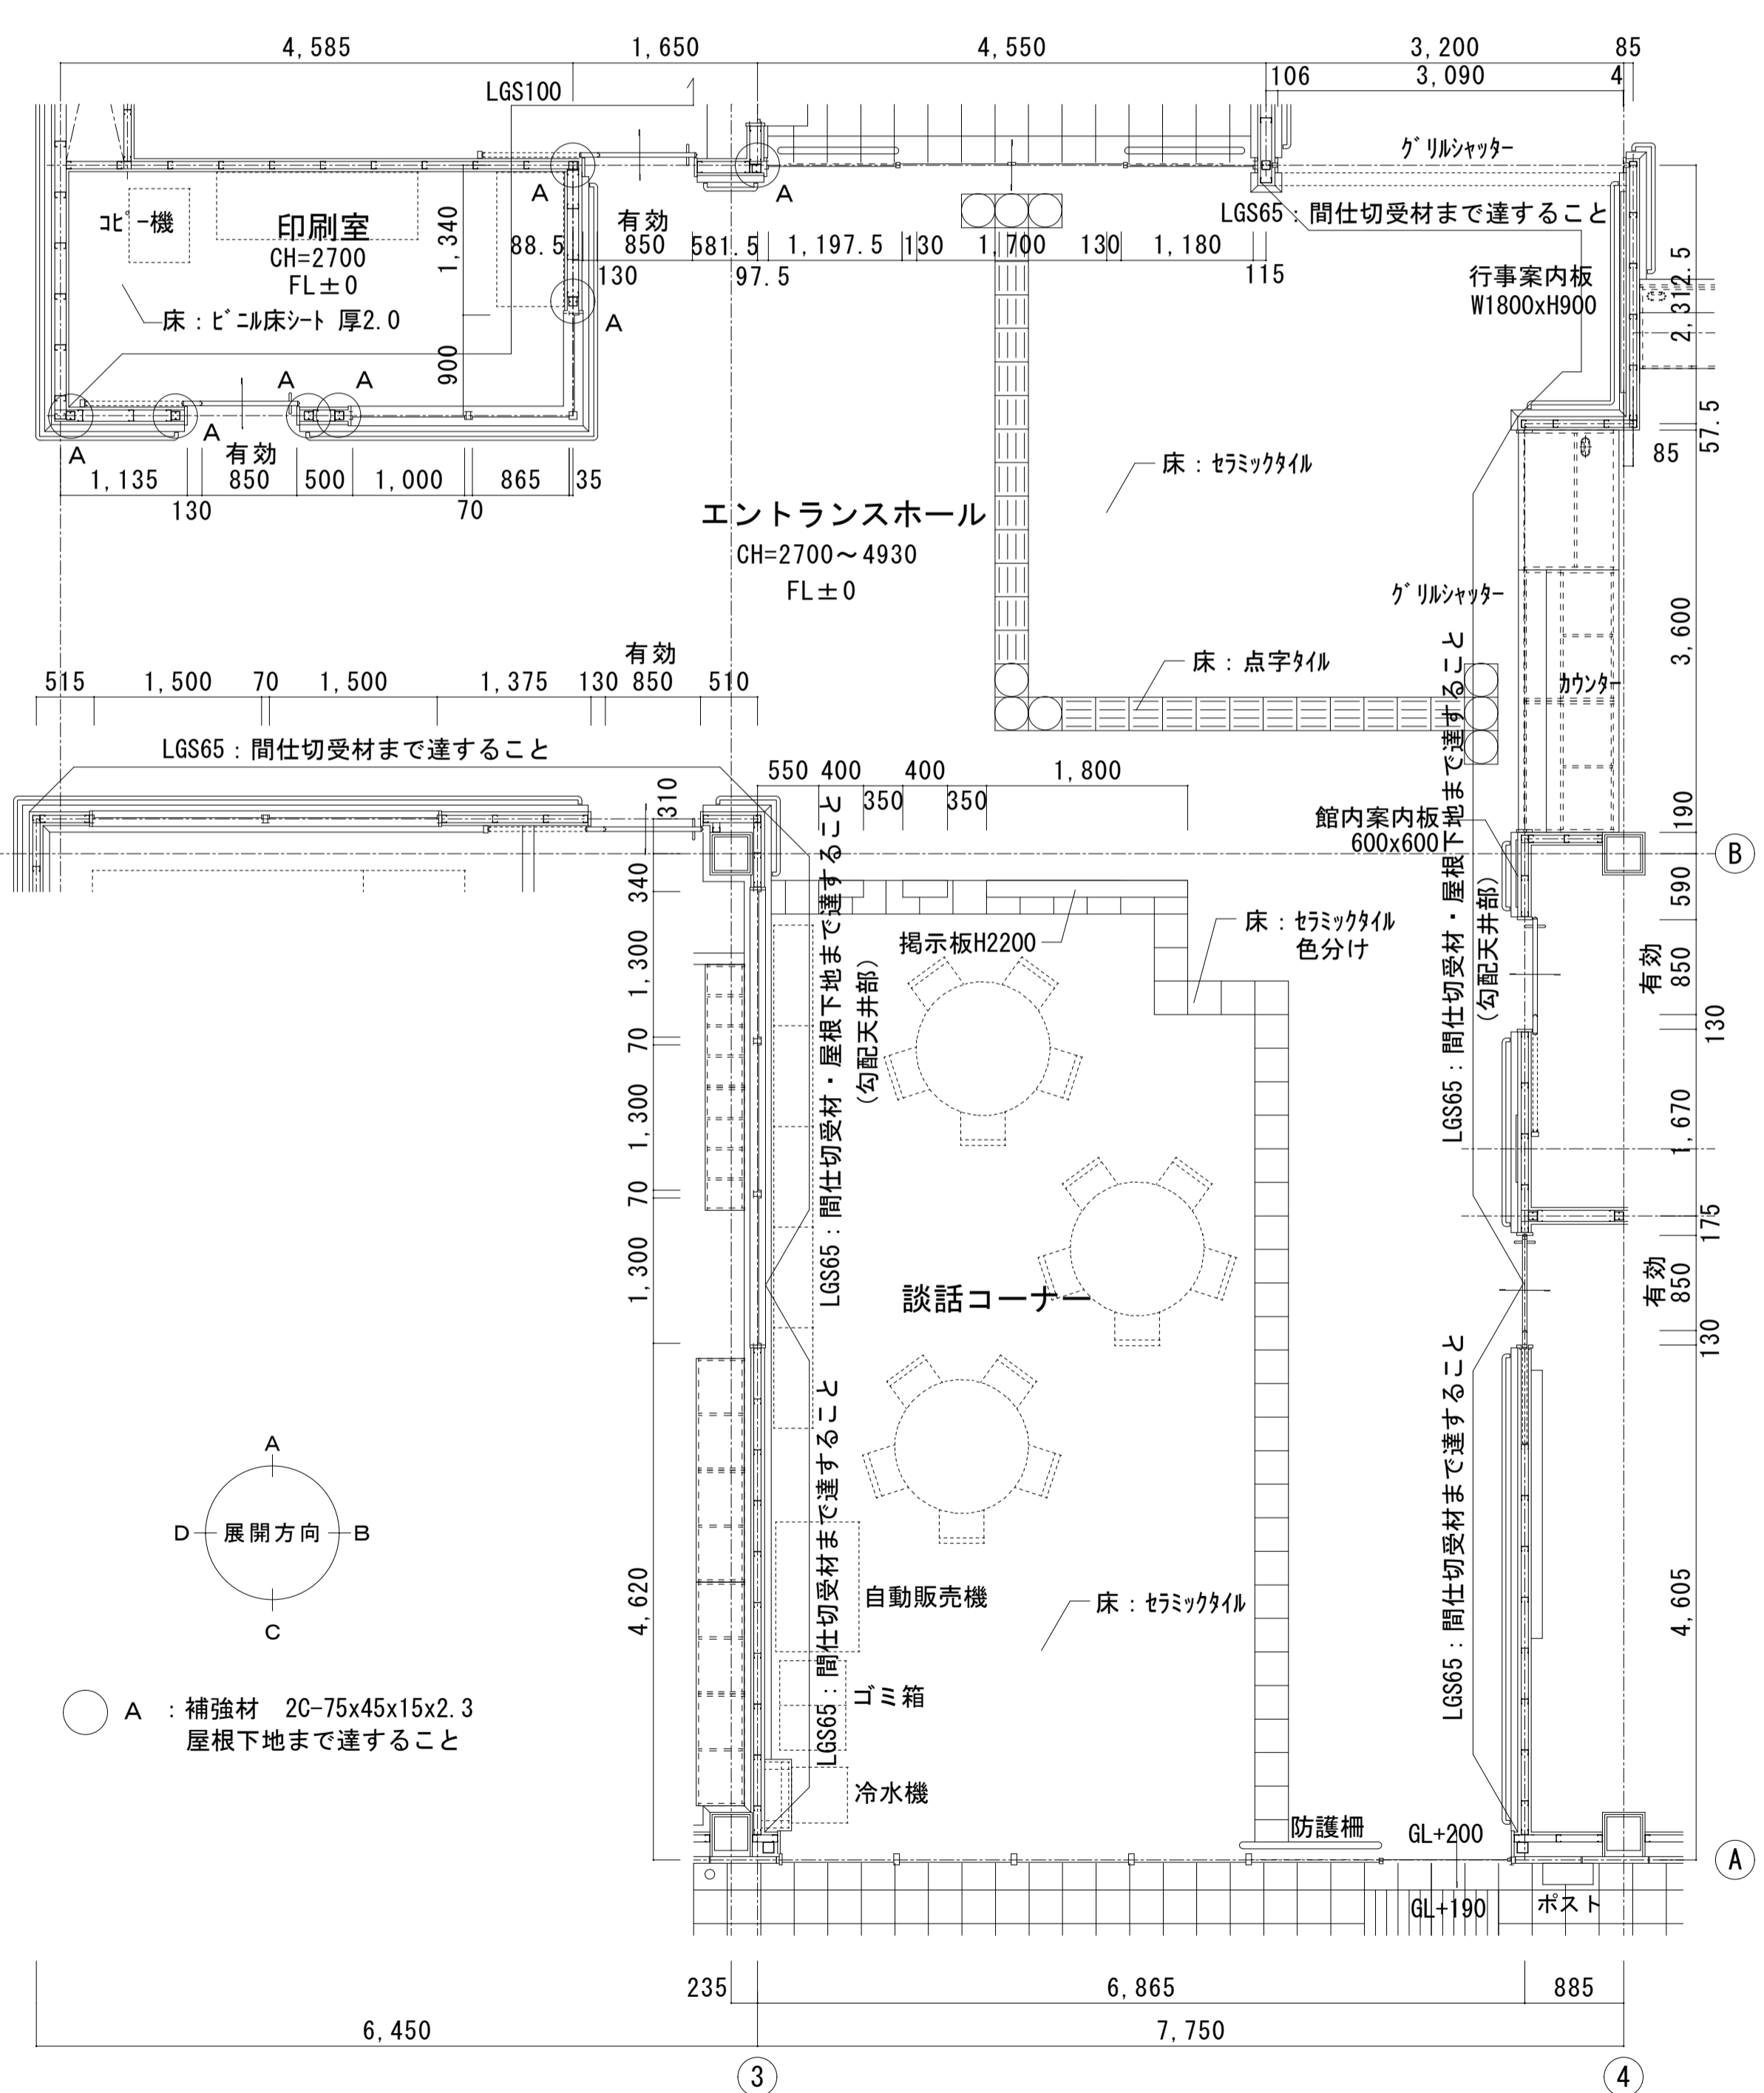 4,585
1,650
4,550
3,200
85
106
3,090
4
LGS100
グリルシャッター
A
A
コピー機
印刷室
CH=2700
FL±0
1,340
有効
88.5
850
581.5
1,197.5
130
1,700
130
1,180
130
97.5
115
LGS65：間仕切受材まで達すること
行事案内板
W1800xH900
2,312.5
床：ビニル床シート 厚2.0
A
900
A
A
A
A
57.5
85
有効
1,135
850
500
1,000
865
35
130
70
床：セラミックタイル
エントランスホール
CH=2700～4930
FL±0
グリルシャッター
3,600
有効
515
1,500
70
1,500
1,375
130
850
510
床：点字タイル
カウンター
LGS65：間仕切受材まで達すること
310
550
400
400
1,800
350
350
館内案内板
600x600
190
B
340
590
掲示板H2200
床：セラミックタイル
色分け
LGS65：間仕切受材・屋根下地まで達すること
(勾配天井部)
LGS65：間仕切受材・屋根下地まで達すること
(勾配天井部)
1,300
有効
850
130
70
1,300
1,670
70
175
1,300
談話コーナー
有効
850
130
LGS65：間仕切受材まで達すること
LGS65：間仕切受材まで達すること
A
D
展開方向
B
C
4,620
自動販売機
床：セラミックタイル
4,605
ゴミ箱
A
：補強材 2C-75x45x15x2.3
屋根下地まで達すること
冷水機
防護柵
GL+200
A
GL+190
ポスト
235
6,865
885
6,450
7,750
3
4